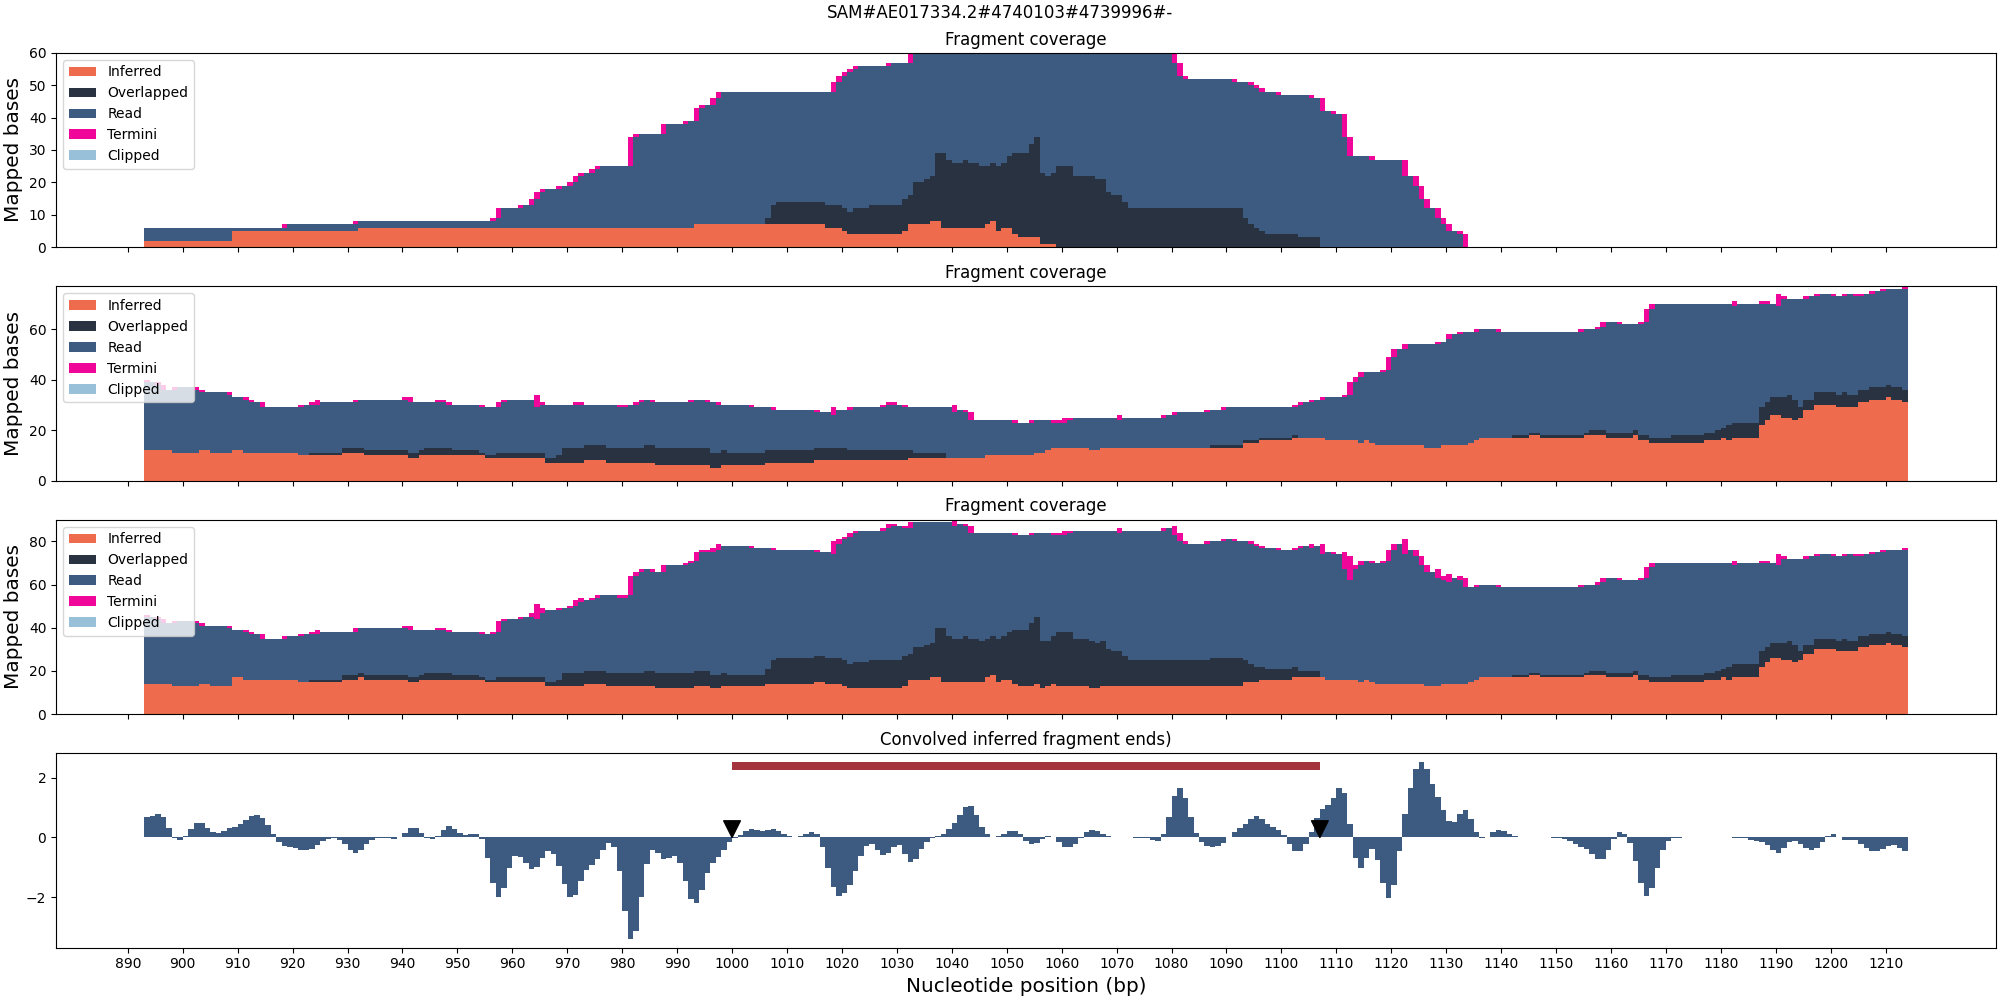 SAM#AE017334.2#4740103#4739996#-
Fragment coverage
Mapped bases
60
50
40
30
20
10
0
Inferred
Overlapped
Read
Termini
Clipped
Fragment coverage
Mapped bases
60
40
20
0
Inferred
Overlapped
Read
Termini
Clipped
Fragment coverage
Mapped bases
80
60
40
20
0
Inferred
Overlapped
Read
Termini
Clipped
Convolved inferred fragment ends)
2
0
−2
890 900 910 920 930 940 950 960 970 980 990 1000 1010 1020 1030 1040 1050 1060 1070 1080 1090 1100 1110 1120 1130 1140 1150 1160 1170 1180 1190 1200 1210
Nucleotide position (bp)